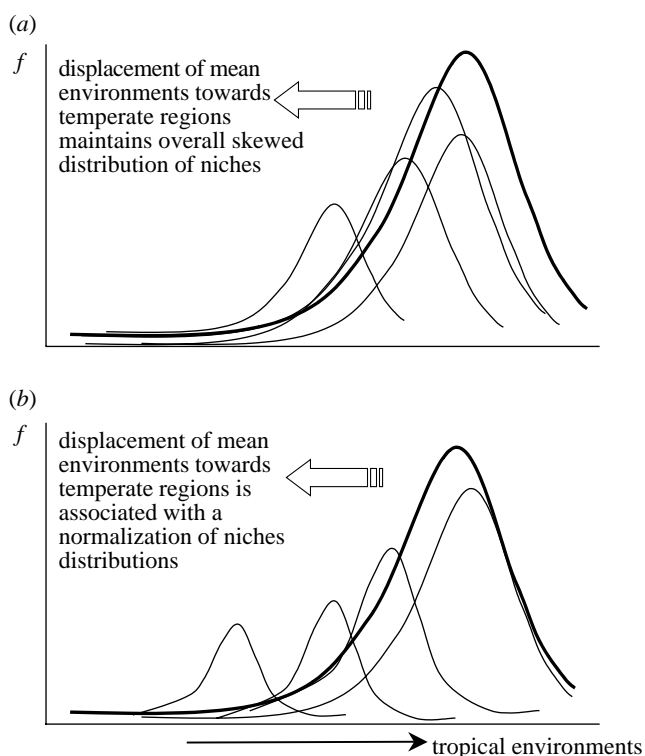 (a)
f
displacement of mean
environments towards
temperate regions
maintains overall skewed
distribution of niches
(b)
f
displacement of mean
environments towards
temperate regions is
associated with a
normalization of niches
distributions
tropical environments